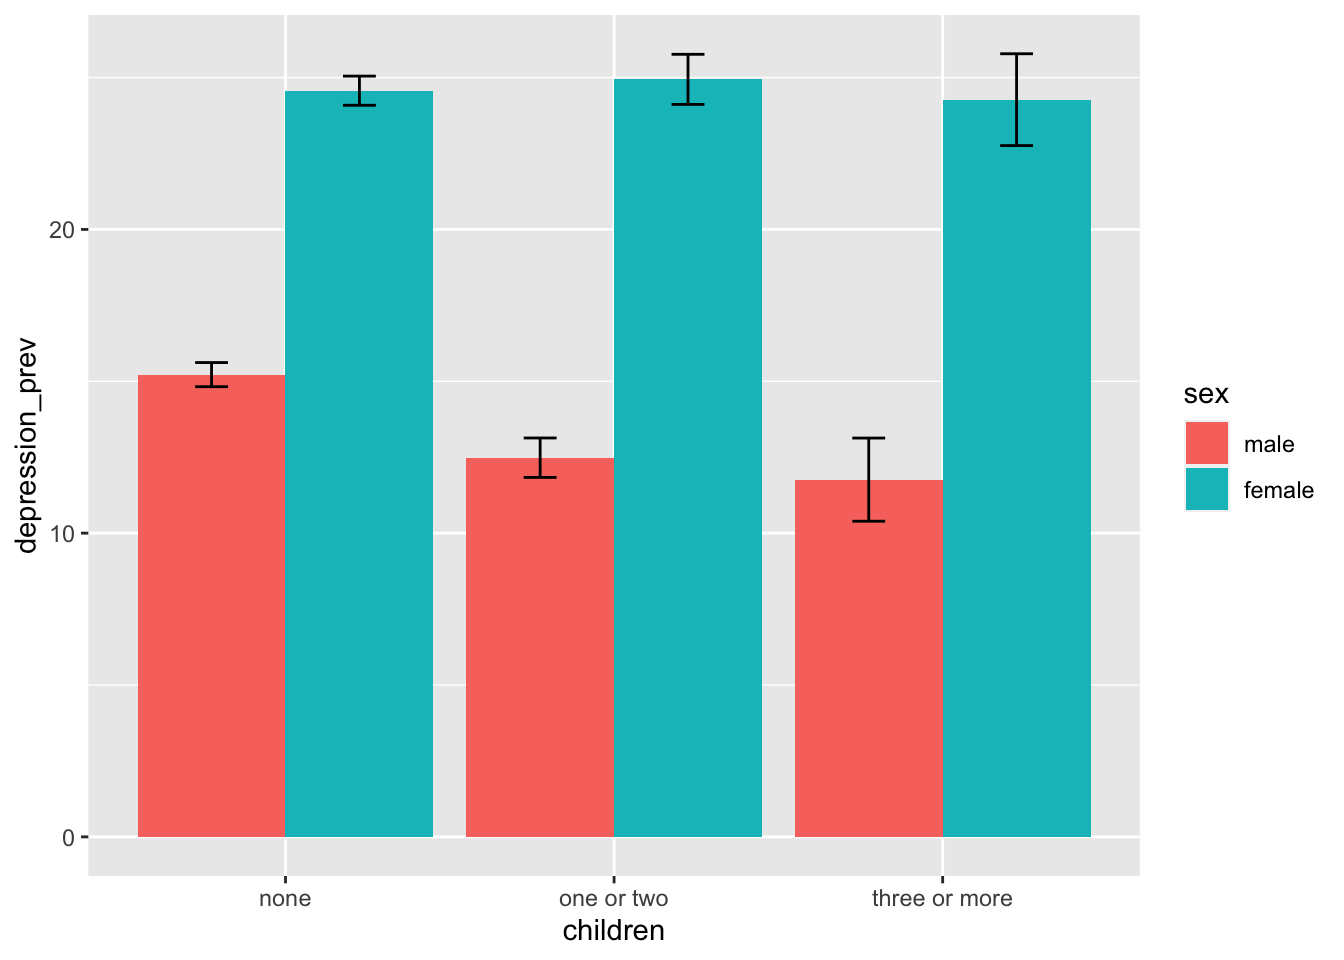 depression_prev
20
10
0
none
one or two
three or more
children
sex
male
female